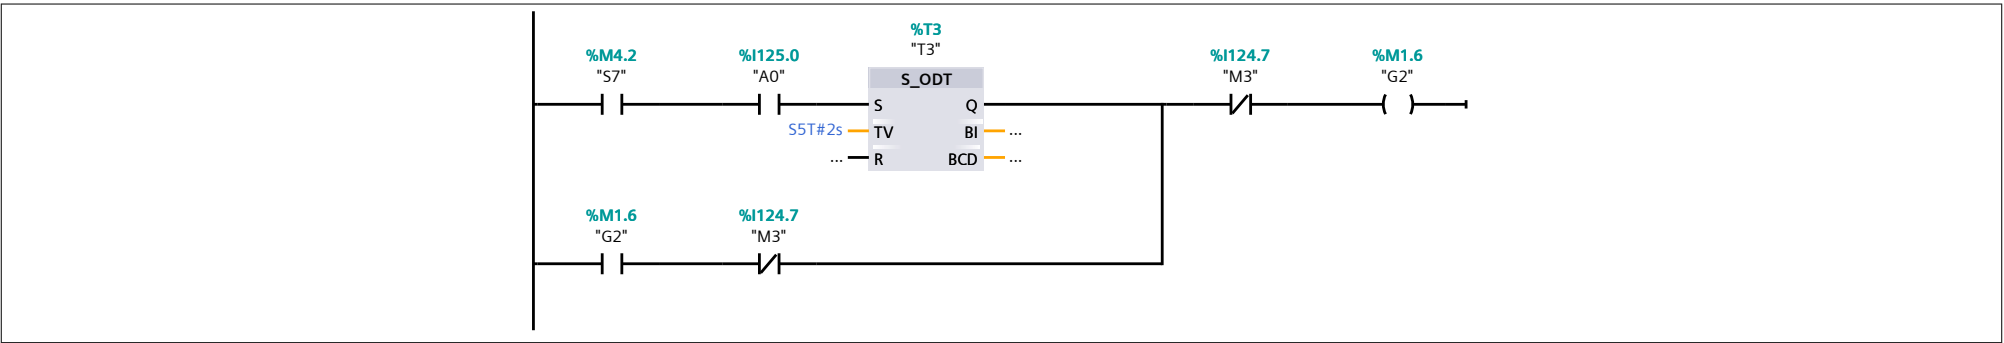 %T3
"T3"
%M4.2
"S7"
%I125.0
"A0"
S_ODT
%I124.7
"M3"
%M1.6
"G2"
S Q
S5T#2s TV BI ...
... R BCD ...
%M1.6
"G2"
%I124.7
"M3"